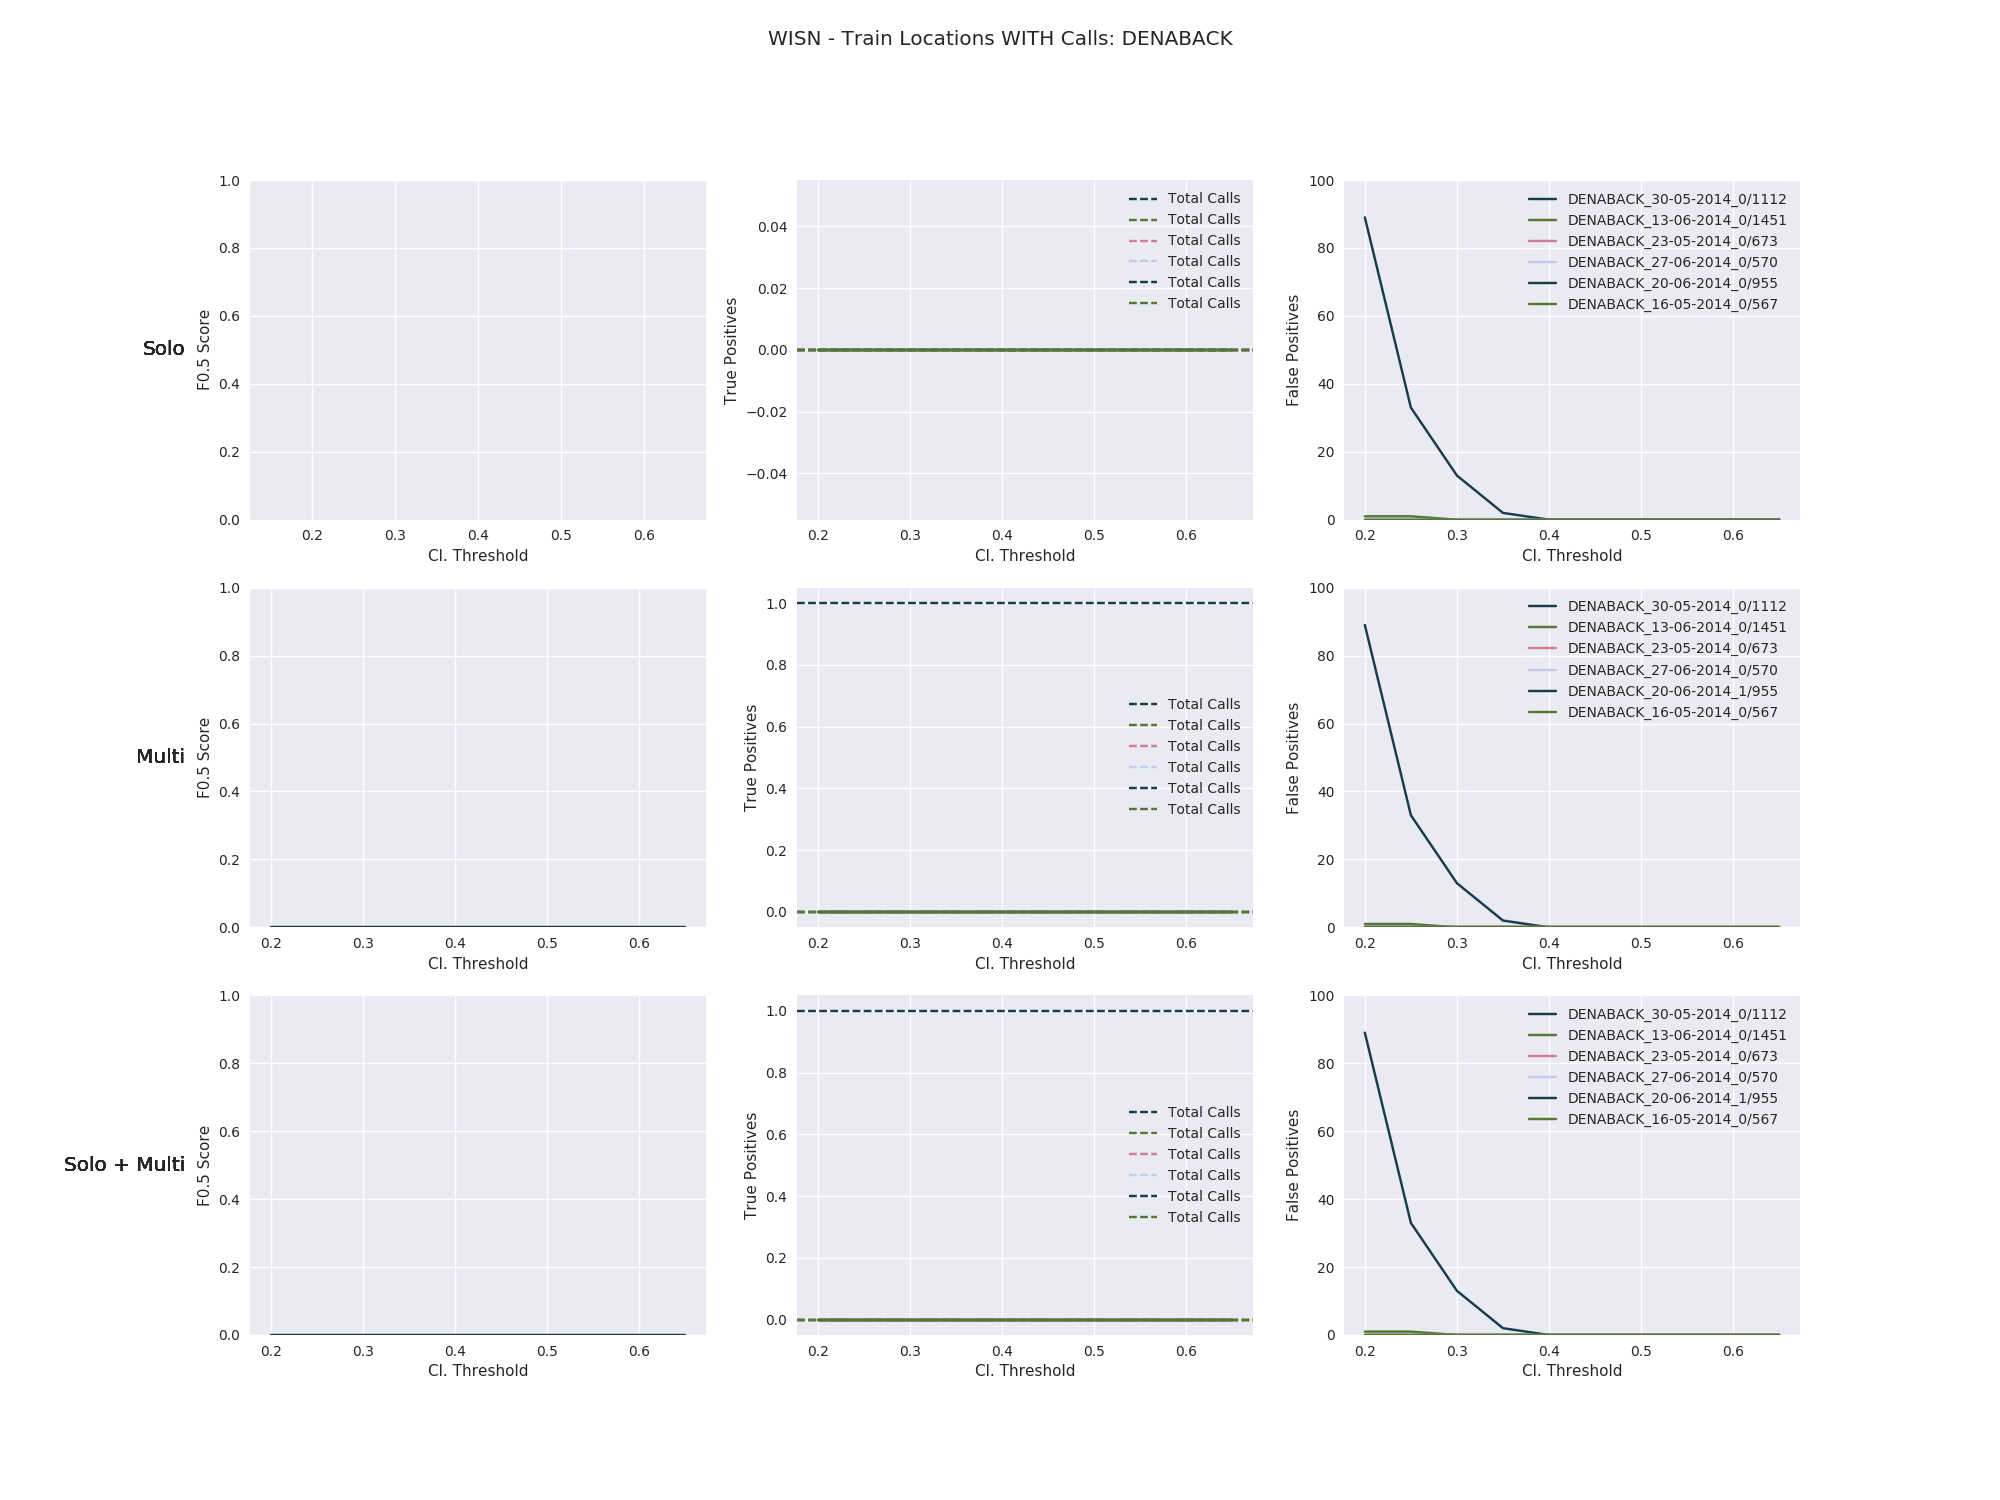 WISN - Train Locations WITH Calls: DENABACK
Solo
F0.5 Score
1.0
0.8
0.6
0.4
0.2
0.0
0.2 0.3 0.4 0.5 0.6
Cl. Threshold
True Positives
0.04
0.02
0.00
−0.02
−0.04
0.2 0.3 0.4 0.5 0.6
Cl. Threshold
Total Calls
Total Calls
Total Calls
Total Calls
Total Calls
Total Calls
False Positives
100
80
60
40
20
0
0.2 0.3 0.4 0.5 0.6
Cl. Threshold
DENABACK_30-05-2014_0/1112
DENABACK_13-06-2014_0/1451
DENABACK_23-05-2014_0/673
DENABACK_27-06-2014_0/570
DENABACK_20-06-2014_0/955
DENABACK_16-05-2014_0/567
Multi
F0.5 Score
1.0
0.8
0.6
0.4
0.2
0.0
0.2 0.3 0.4 0.5 0.6
Cl. Threshold
True Positives
1.0
0.8
0.6
0.4
0.2
0.0
0.2 0.3 0.4 0.5 0.6
Cl. Threshold
Total Calls
Total Calls
Total Calls
Total Calls
Total Calls
Total Calls
False Positives
100
80
60
40
20
0
0.2 0.3 0.4 0.5 0.6
Cl. Threshold
DENABACK_30-05-2014_0/1112
DENABACK_13-06-2014_0/1451
DENABACK_23-05-2014_0/673
DENABACK_27-06-2014_0/570
DENABACK_20-06-2014_1/955
DENABACK_16-05-2014_0/567
Solo + Multi
F0.5 Score
1.0
0.8
0.6
0.4
0.2
0.0
0.2 0.3 0.4 0.5 0.6
Cl. Threshold
True Positives
1.0
0.8
0.6
0.4
0.2
0.0
0.2 0.3 0.4 0.5 0.6
Cl. Threshold
Total Calls
Total Calls
Total Calls
Total Calls
Total Calls
Total Calls
False Positives
100
80
60
40
20
0
0.2 0.3 0.4 0.5 0.6
Cl. Threshold
DENABACK_30-05-2014_0/1112
DENABACK_13-06-2014_0/1451
DENABACK_23-05-2014_0/673
DENABACK_27-06-2014_0/570
DENABACK_20-06-2014_1/955
DENABACK_16-05-2014_0/567